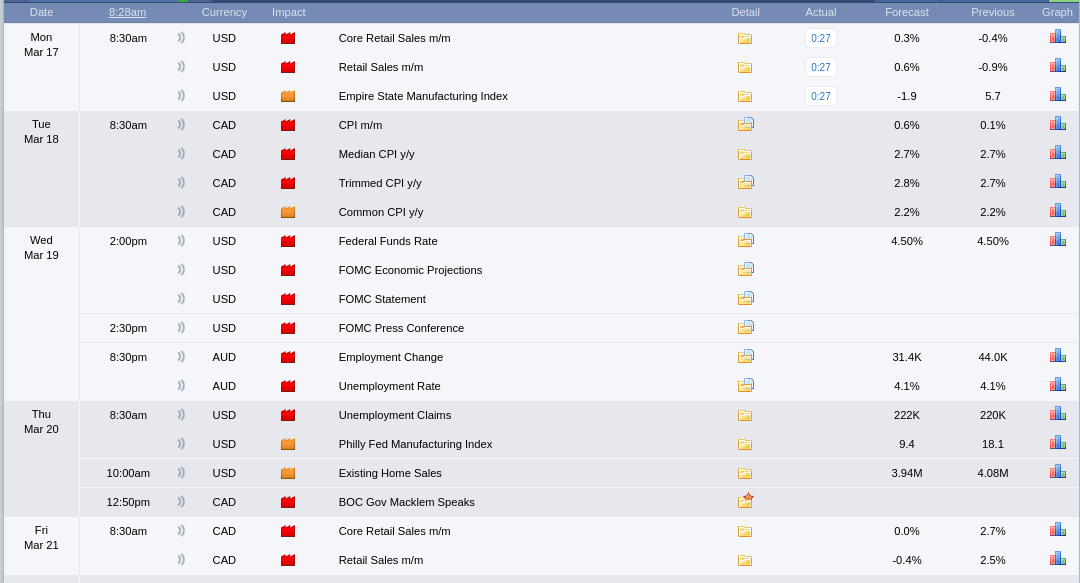 Date 8:28am Currency Impact Detail Actual Forecast Previous Graph
Mon Mar 17 8:30am USD Core Retail Sales m/m 0:27 0.3% -0.4%
USD Retail Sales m/m 0:27 0.6% -0.9%
USD Empire State Manufacturing Index 0:27 -1.9 5.7
Tue Mar 18 8:30am CAD CPI m/m 0.6% 0.1%
CAD Median CPI y/y 2.7% 2.7%
CAD Trimmed CPI y/y 2.8% 2.7%
CAD Common CPI y/y 2.2% 2.2%
Wed Mar 19 2:00pm USD Federal Funds Rate 4.50% 4.50%
USD FOMC Economic Projections
USD FOMC Statement
2:30pm USD FOMC Press Conference
8:30pm AUD Employment Change 31.4K 44.0K
AUD Unemployment Rate 4.1% 4.1%
Thu Mar 20 8:30am USD Unemployment Claims 222K 220K
USD Philly Fed Manufacturing Index 9.4 18.1
10:00am USD Existing Home Sales 3.94M 4.08M
12:50pm CAD BOC Gov Macklem Speaks
Fri Mar 21 8:30am CAD Core Retail Sales m/m 0.0% 2.7%
CAD Retail Sales m/m -0.4% 2.5%